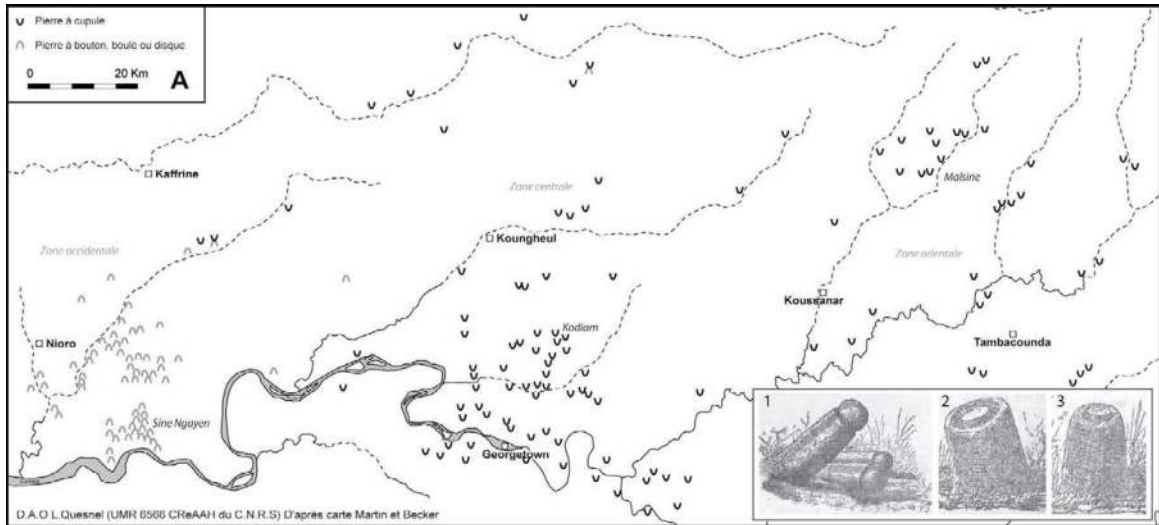 Pierre à cupule
Pierre à bouton, boule ou disque
0 20 Km
A
Kaffrine
Zone centrale
Malsine
Koungheul
Zone occidentale
Zone orientale
Koussanar
Kodiam
Tambacounda
Nioro
1 2 3
Sine Ngayen
Georgetown
D.A.O L.Quesnel (UMR 6566 CReAAH du C.N.R.S) D'après carte Martin et Becker